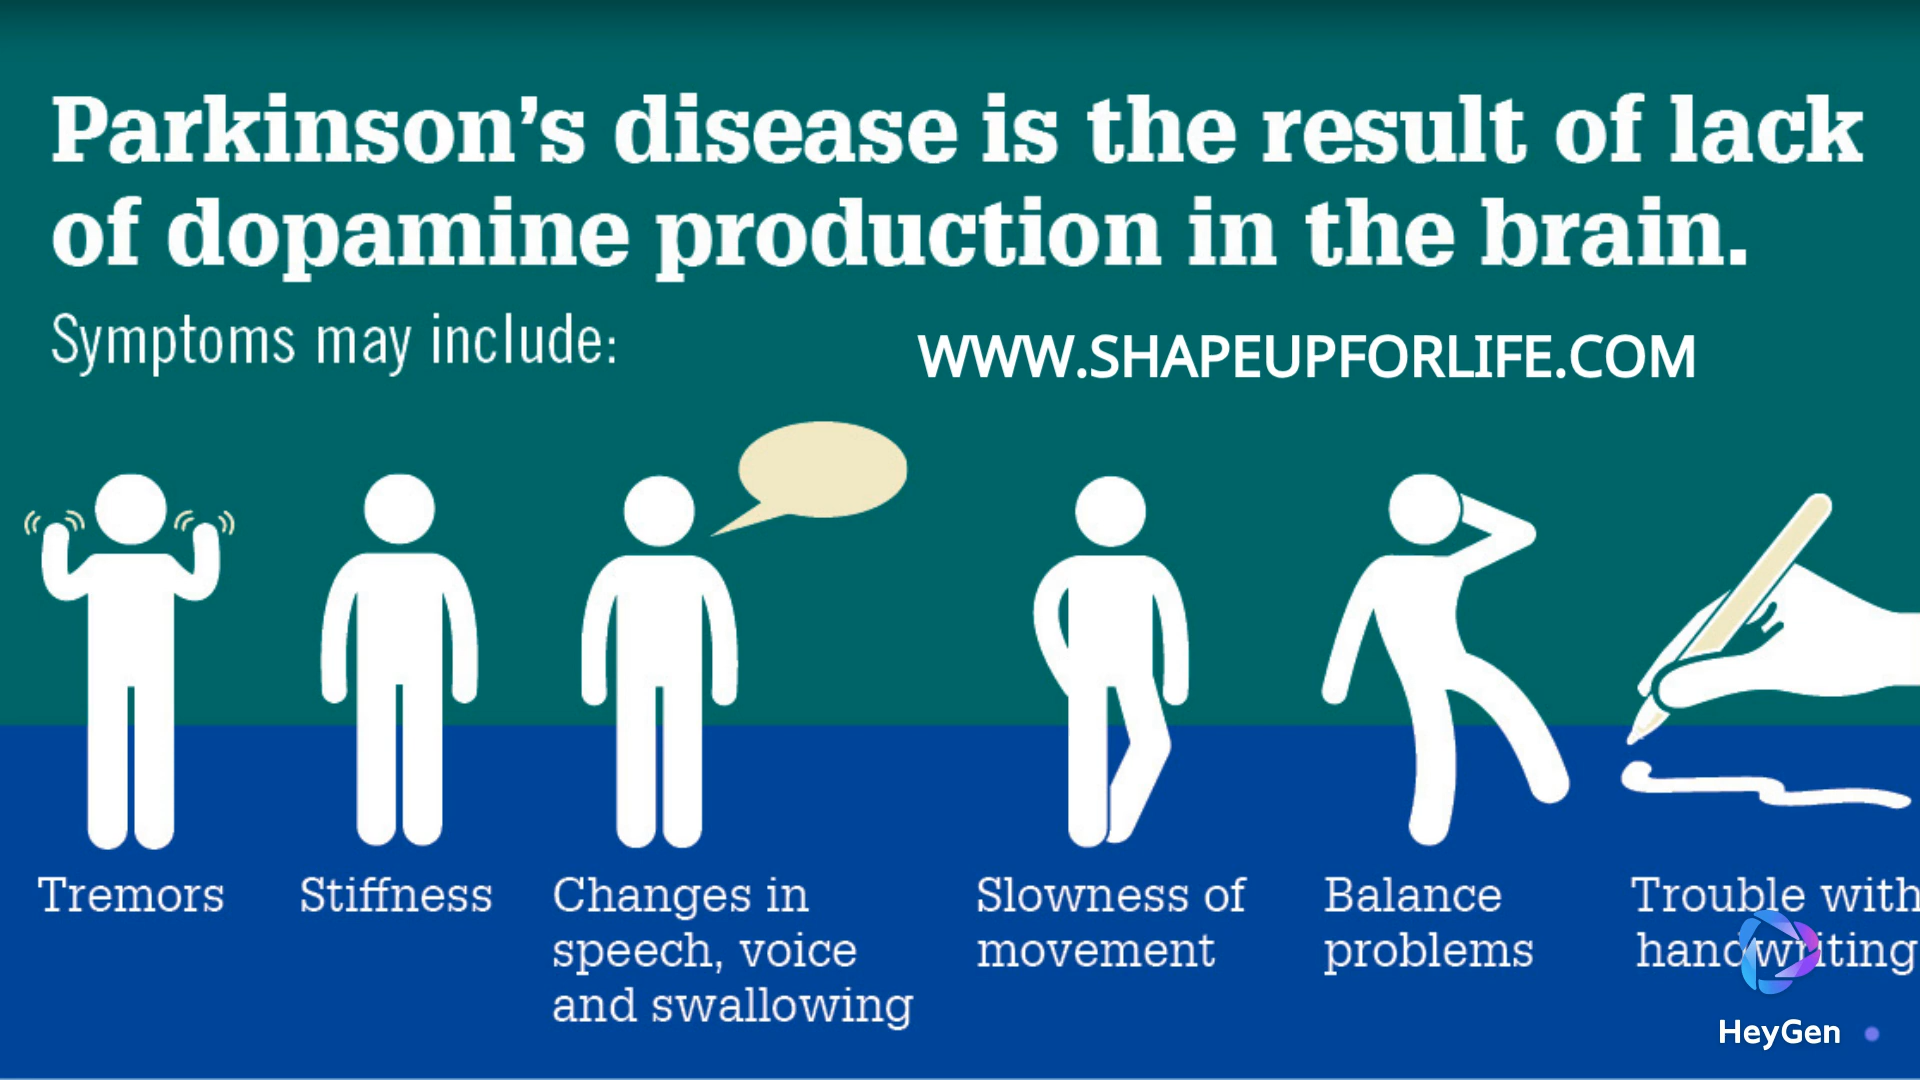 Parkinson’s disease is the result of lack
of dopamine production in the brain.
Symptoms may include:
WWW.SHAPEUPFORLIFE.COM
Tremors
Stiffness
Changes in
speech, voice
and swallowing
Slowness of
movement
Balance
problems
Trouble with
handwriting
HeyGen